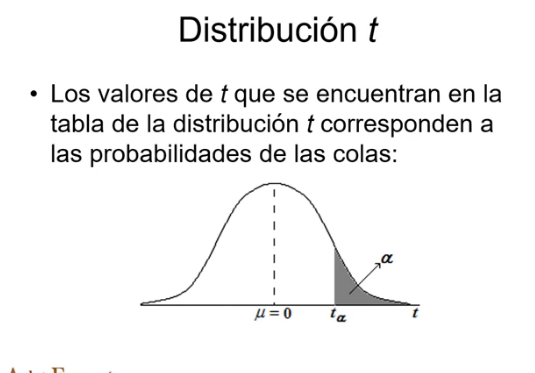 Distribución t
• Los valores de t que se encuentran en la
tabla de la distribución t corresponden a
las probabilidades de las colas:
α
μ = 0 tα t